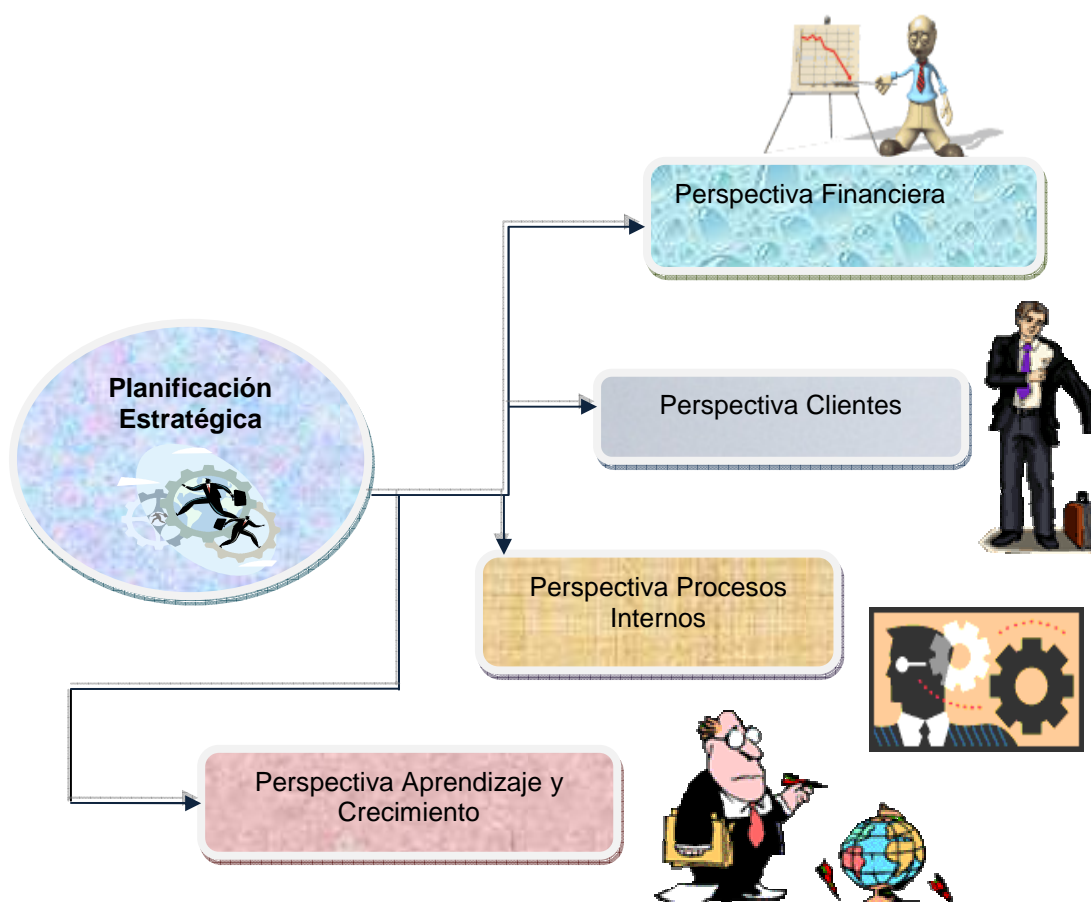 Perspectiva Financiera
Planificación
Estratégica
Perspectiva Clientes
Perspectiva Procesos
Internos
Perspectiva Aprendizaje y
Crecimiento